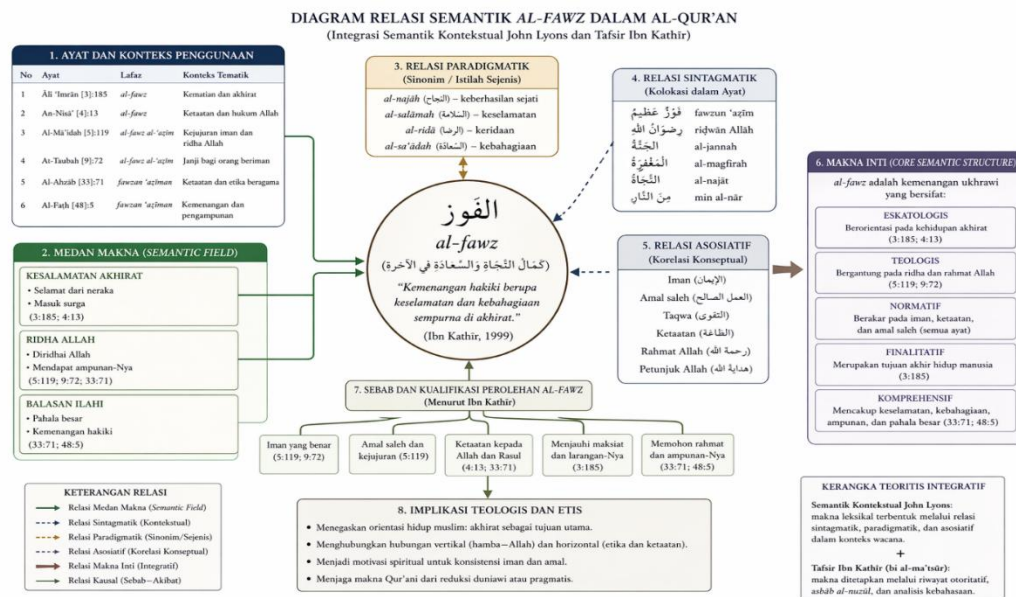 DIAGRAM RELASI SEMANTIK AL-FAWZ DALAM AL-QUR'AN
(Integrasi Semantik Kontekstual John Lyons dan Tafsir Ibn Kathīr)
1. AYAT DAN KONTEKS PENGGUNAAN
No Ayat Lafaz Konteks Tematik
1 Āli 'Imrān [3]:185 al-fawz Kematian dan akhirat
2 An-Nisā' [4]:13 al-fawz Ketaatan dan hukum Allah
3 Al-Mā'idah [5]:119 al-fawz al-'aẓīm Kejujuran iman dan
ridha Allah
4 At-Taubah [9]:72 al-fawz al-'aẓīm Janji bagi orang beriman
5 Al-Ahzāb [33]:71 fawzan 'aẓīman Ketaatan dan etika beragama
6 Al-Fatḥ [48]:5 fawzan 'aẓīman Kemenangan dan
pengampunan
2. MEDAN MAKNA (SEMANTIC FIELD)
KESALAMATAN AKHIRAT
• Selamat dari neraka
• Masuk surga
(3:185; 4:13)
RIDHA ALLAH
• Diridhai Allah
• Mendapat ampunan-Nya
(5:119; 9:72; 33:71)
BALASAN ILAHI
• Pahala besar
• Kemenangan hakiki
(33:71; 48:5)
3. RELASI PARADIGMATIK
(Sinonim / Istilah Sejenis)
al-najāh (النجاح) – keberhasilan sejati
al-salāmah (السلامة) – keselamatan
al-riḍā (الرضا) – keridaan
al-sa'ādah (السعادة) – kebahagiaan
الفَوز
al-fawz
(كَمَالُ النَّجَاةِ وَالسَّعَادَةِ في الآخرةِ)
"Kemenangan hakiki berupa
keselamatan dan kebahagiaan
sempurna di akhirat."
(Ibn Kathīr, 1999)
4. RELASI SINTAGMATIK
(Kolokasi dalam Ayat)
فَوْزٌ عَظِيمٌ fawzun 'aẓīm
رِضْوَانُ اللهِ riḍwān Allāh
الجَنَّةُ al-jannah
الْمَغْفِرَةُ al-magfirah
النَّجَاةُ al-najāt
مِنَ النَّارِ min al-nār
5. RELASI ASOSIATIF
(Korelasi Konseptual)
Iman (الإيمان)
Amal saleh (العمل الصالح)
Taqwa (التقوى)
Ketaatan (الطاعة)
Rahmat Allah (رحمة الله)
Petunjuk Allah (هداية الله)
6. MAKNA INTI (CORE SEMANTIC STRUCTURE)
al-fawz adalah kemenangan ukhrawi
yang bersifat:
ESKATOLOGIS
Berorientasi pada kehidupan akhirat
(3:185; 4:13)
TEOLOGIS
Bergantung pada ridha dan rahmat Allah
(5:119; 9:72)
NORMATIF
Berakar pada iman, ketaatan,
dan amal saleh (semua ayat)
FINALITATIF
Merupakan tujuan akhir hidup manusia
(3:185)
KOMPREHENSIF
Mencakup keselamatan, kebahagiaan,
ampunan, dan pahala besar (33:71; 48:5)
7. SEBAB DAN KUALIFIKASI PEROLEHAN AL-FAWZ
(Menurut Ibn Kathīr)
Iman yang benar
(5:119; 9:72)
Amal saleh dan
kejujuran (5:119)
Ketaatan kepada
Allah dan Rasul
(4:13; 33:71)
Menjauhi maksiat
dan larangan-Nya
(3:185)
Memohon rahmat
dan ampunan-Nya
(33:71; 48:5)
8. IMPLIKASI TEOLOGIS DAN ETIS
• Menegaskan orientasi hidup muslim: akhirat sebagai tujuan utama.
• Menghubungkan hubungan vertikal (hamba–Allah) dan horizontal (etika dan ketaatan).
• Menjadi motivasi spiritual untuk konsistensi iman dan amal.
• Menjaga makna Qur'ani dari reduksi duniawi atau pragmatis.
KETERANGAN RELASI
Relasi Medan Makna (Semantic Field)
Relasi Sintagmatik (Kontekstual)
Relasi Paradigmatik (Sinonim/Sejenis)
Relasi Asosiatif (Korelasi Konseptual)
Relasi Makna Inti (Integratif)
Relasi Kausal (Sebab–Akibat)
KERANGKA TEORITIS INTEGRATIF
Semantik Kontekstual John Lyons:
makna leksikal terbentuk melalui relasi
sintagmatik, paradigmatik, dan asosiatif
dalam konteks wacana.
+
Tafsir Ibn Kathīr (bi al-ma'tsūr):
makna ditetapkan melalui riwayat otoritatif,
asbāb al-nuzūl, dan analisis kebahasaan.